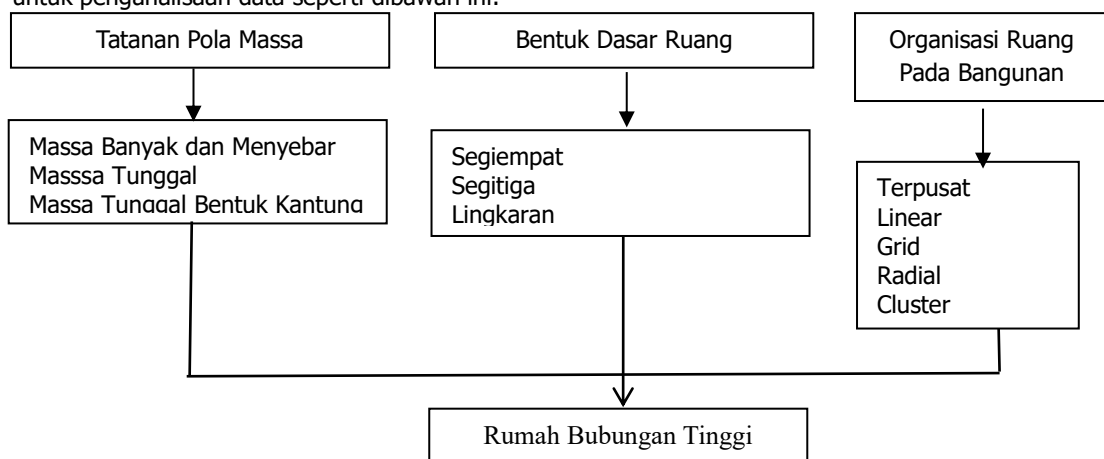 untuk penganalisaan data seperti dibawah ini:
Tatanan Pola Massa
Bentuk Dasar Ruang
Organisasi Ruang
Pada Bangunan
Massa Banyak dan Menyebar
Masssa Tunggal
Massa Tunggal Bentuk Kantung
Segiempat
Segitiga
Lingkaran
Terpusat
Linear
Grid
Radial
Cluster
Rumah Bubungan Tinggi